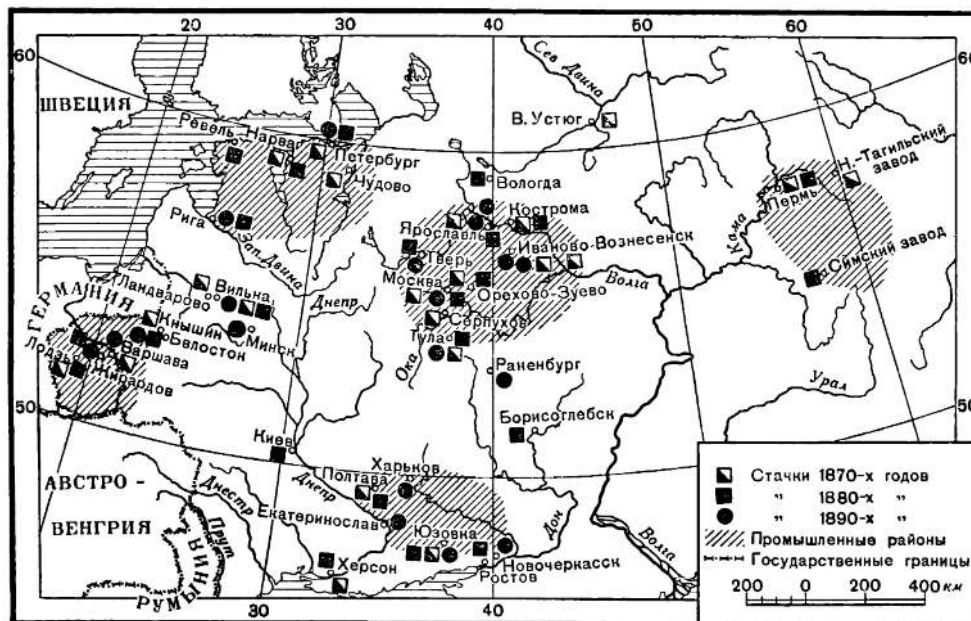 20
30
40
50
60
60
60
Сев. Двина
ШВЕЦИЯ
В. Устюг
Ревель
Нарва
Петербург
Чудово
Вологда
Н.-Тагильский
завод
Пермь
Кострома
Кама
Рига
Ярославль
Иваново-Вознесенск
Зап. Двина
Тверь
Симский завод
Москва
Волга
Орехово-Зуево
ГЕРМАНИЯ
Ландварово
Вильна
Днепр
Серпухов
Кнышин
Минск
Белосток
Тула
Варшава
Ока
Лодзь
Жирардов
Раненбург
Урал
50
50
Борисоглебск
Киев
Харьков
Полтава
АВСТРО-
ВЕНГРИЯ
Днестр
Днепр
Екатеринослав
Юзовка
Дон
Волга
Прут
Новочеркасск
Ростов
Херсон
РУМЫНИЯ
30
40
Стачки 1870-х годов
" 1880-х "
" 1890-х "
Промышленные районы
Государственные границы
200 0 200 400 км